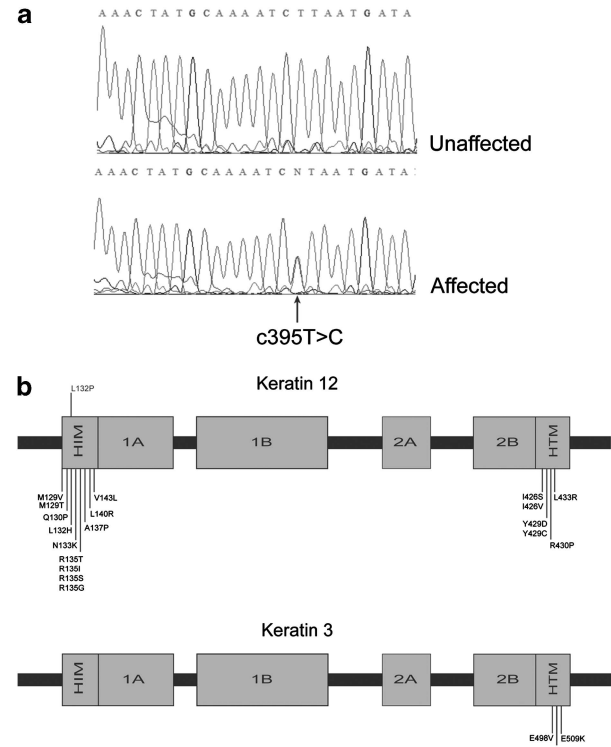 a
A A A C T A T G C A A A A T C T T A A T G A T A
Unaffected
A A A C T A T G C A A A A T C N T A A T G A T A
Affected
c395T>C
b
Keratin 12
L132P
HIM
1A
1B
2A
2B
HTM
M129V
M129T
Q130P
L132H
N133K
R135T
R135I
R135S
R135G
V143L
L140R
A137P
I426S
I426V
Y429D
Y429C
L433R
R430P
Keratin 3
HIM
1A
1B
2A
2B
HTM
E498V
E509K